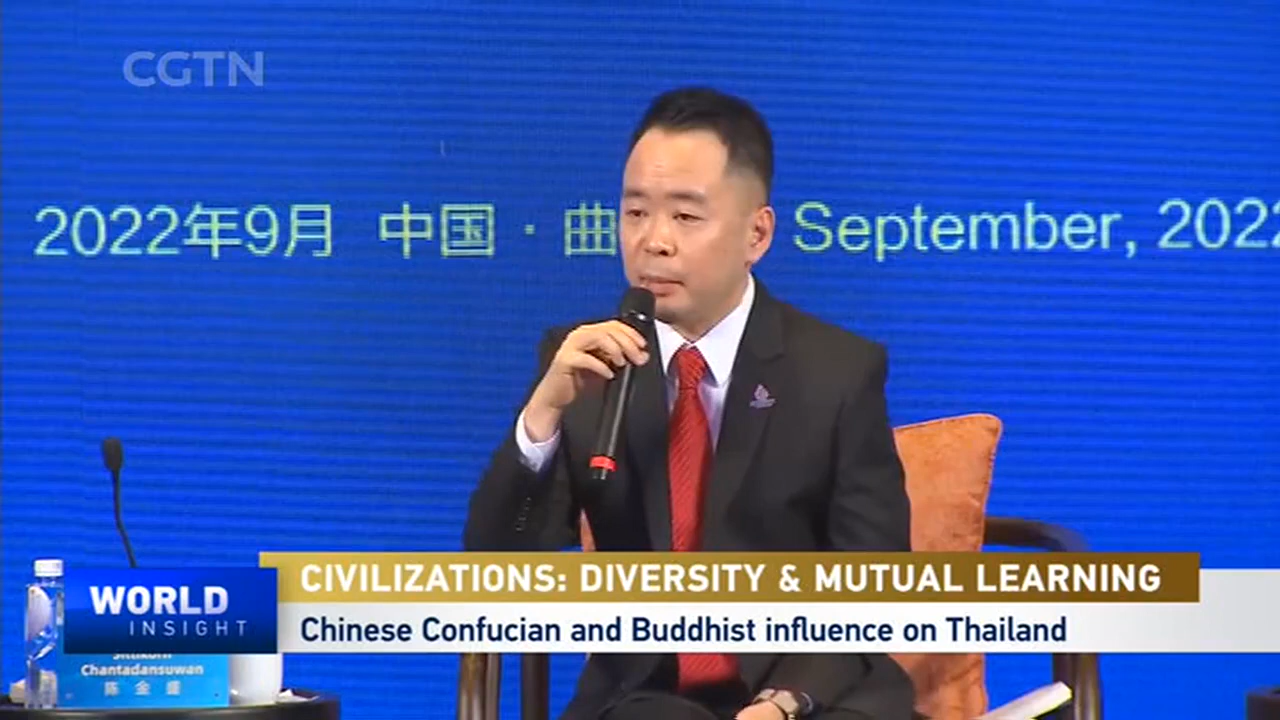 CGTN
2022年9月 中国·曲
September, 2022
CIVILIZATIONS: DIVERSITY & MUTUAL LEARNING
WORLD
INSIGHT
Chinese Confucian and Buddhist influence on Thailand
Chantadansuwan
陈金盛